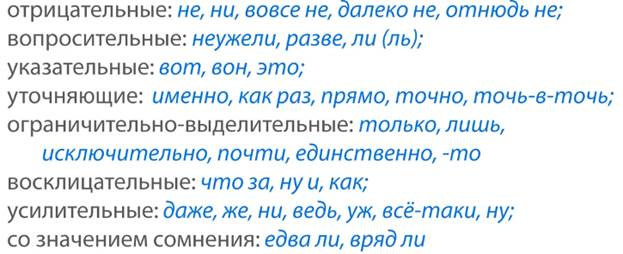 отрицательные: не, ни, вовсе не, далеко не, отнюдь не;
вопросительные: неужели, разве, ли (ль);
указательные: вот, вон, это;
уточняющие: именно, как раз, прямо, точно, точь-в-точь;
ограничительно-выделительные: только, лишь,
исключительно, почти, единственно, -то
восклицательные: что за, ну и, как;
усилительные: даже, же, ни, ведь, уж, всё-таки, ну;
со значением сомнения: едва ли, вряд ли